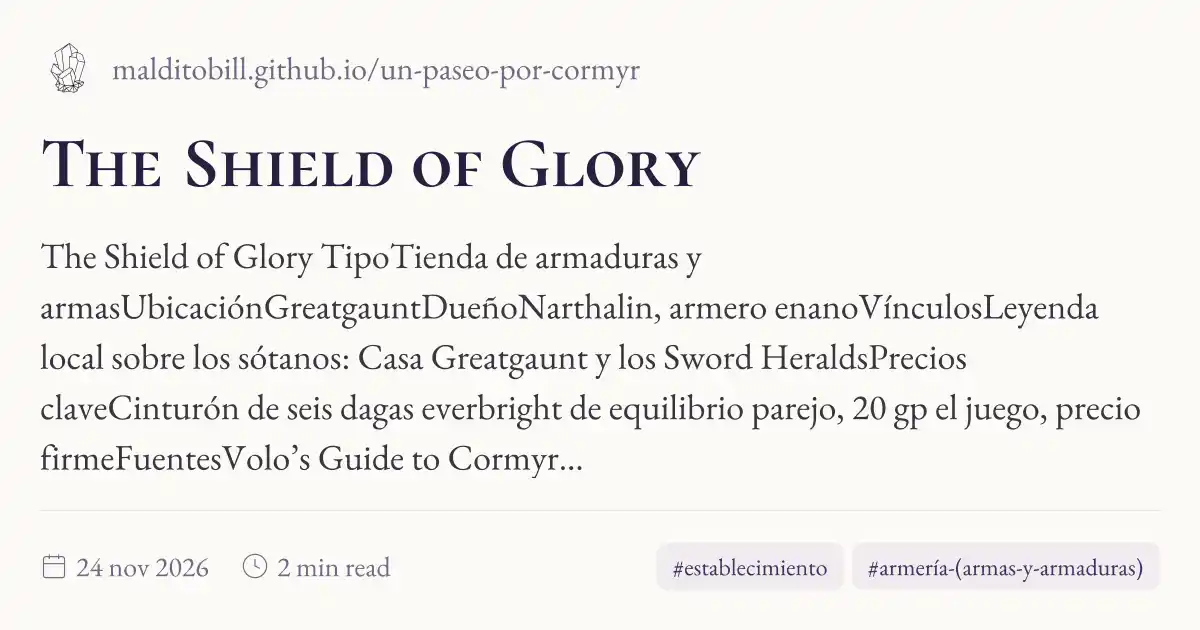 malditobill.github.io/un-paseo-por-cormyr
The Shield of Glory
The Shield of Glory TipoTienda de armaduras y
armasUbicaciónGreatgauntDueñoNarthalin, armero enanoVínculosLeyenda
local sobre los sótanos: Casa Greatgaunt y los Sword HeraldsPrecios
claveCinturón de seis dagas everbright de equilibrio parejo, 20 gp el juego, precio
firmeFuentesVolo’s Guide to Cormyr...
24 nov 2026
2 min read
#establecimiento
#armería-(armas-y-armaduras)